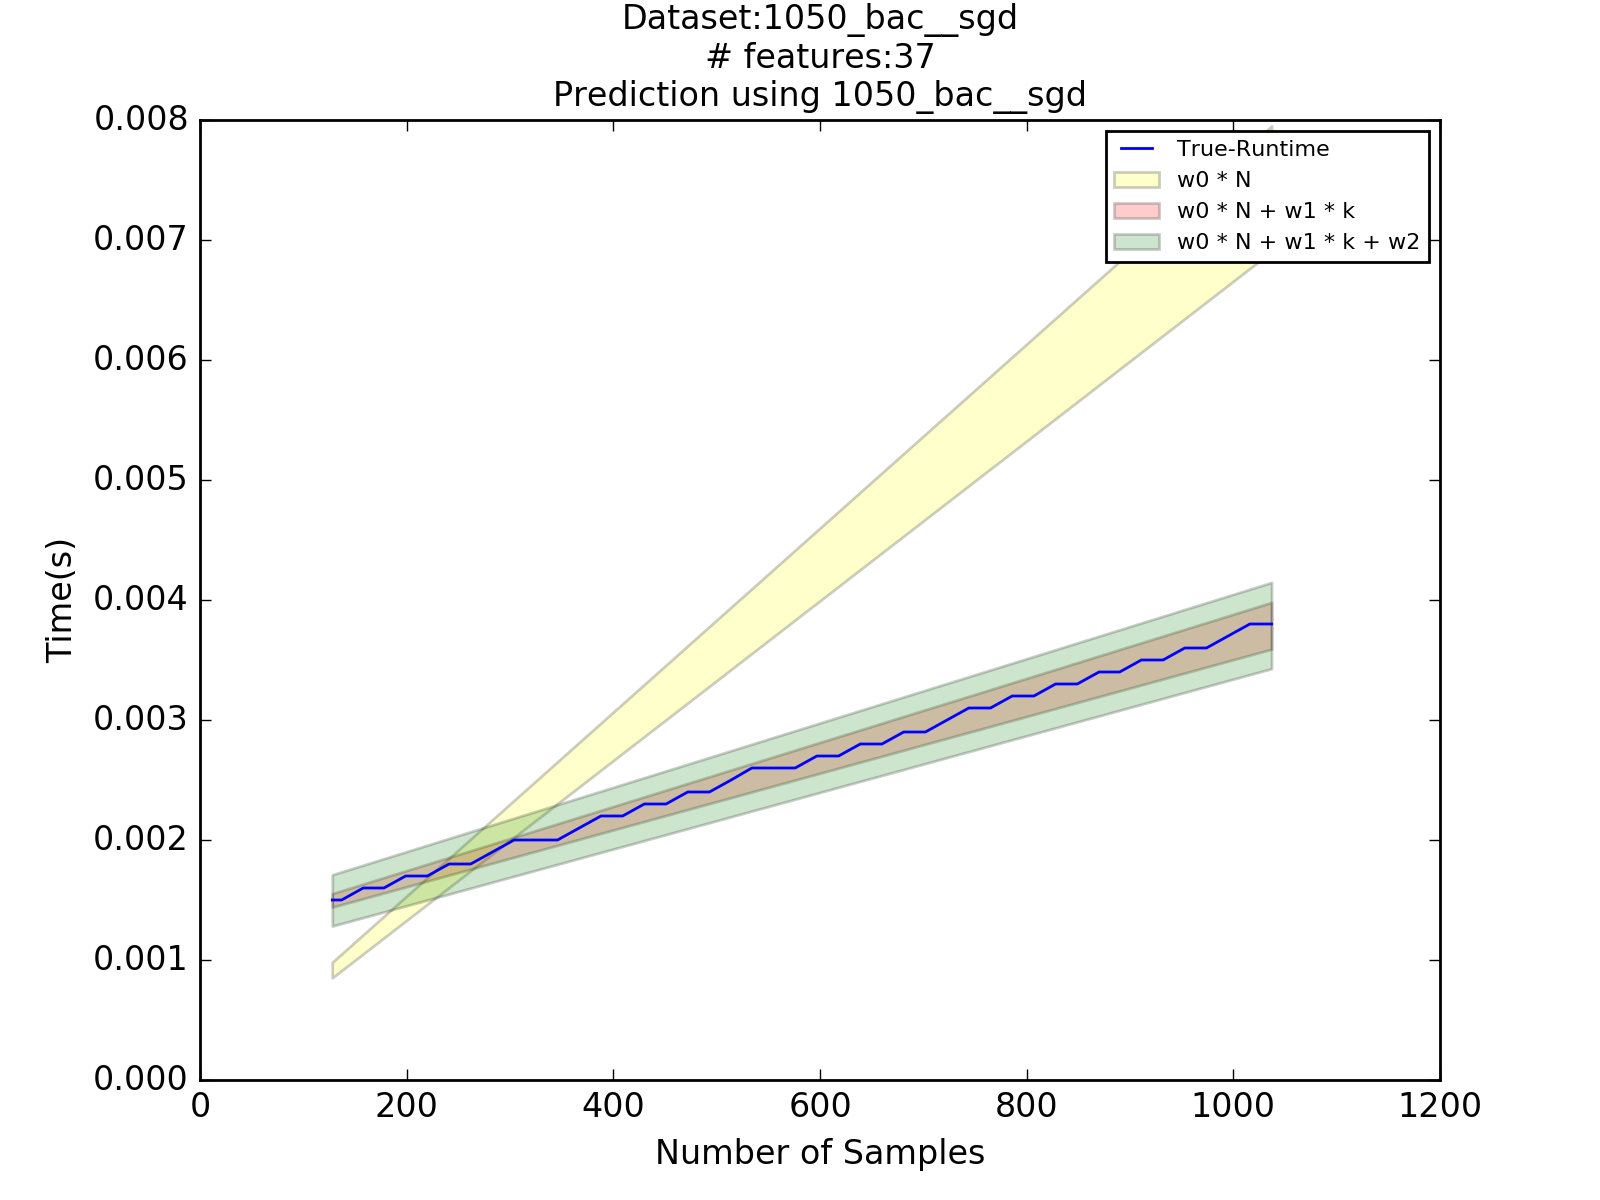 Dataset:1050_bac__sgd
# features:37
Prediction using 1050_bac__sgd
0.008
0.007
0.006
0.005
0.004
0.003
0.002
0.001
0.000
Time(s)
True-Runtime
w0 * N
w0 * N + w1 * k
w0 * N + w1 * k + w2
0 200 400 600 800 1000 1200
Number of Samples